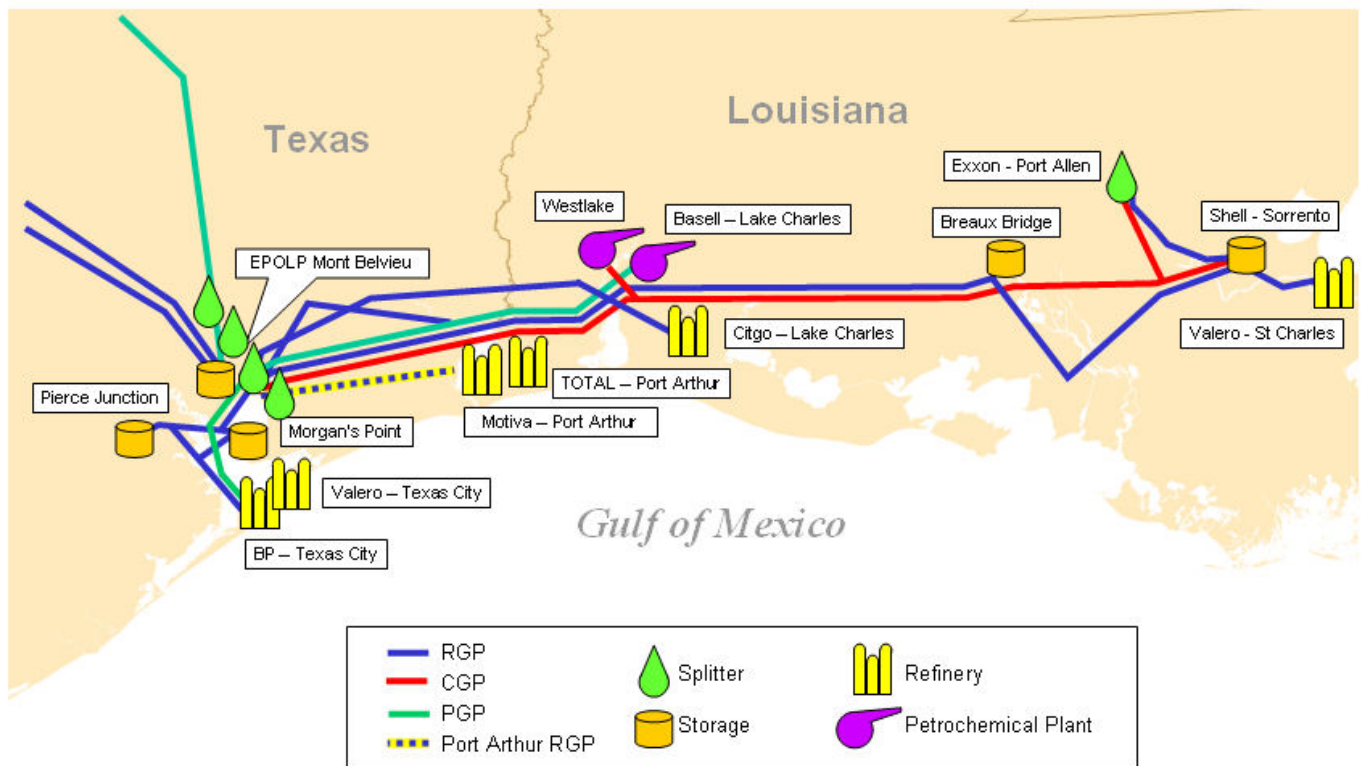 Texas
Louisiana
Exxon - Port Allen
Westlake
Basell – Lake Charles
Breaux Bridge
Shell - Sorrento
EPOLP Mont Belvieu
Citgo – Lake Charles
Valero - St Charles
TOTAL – Port Arthur
Pierce Junction
Motiva – Port Arthur
Morgan's Point
Valero – Texas City
Gulf of Mexico
BP – Texas City
RGP
CGP
PGP
Port Arthur RGP
Splitter
Storage
Refinery
Petrochemical Plant